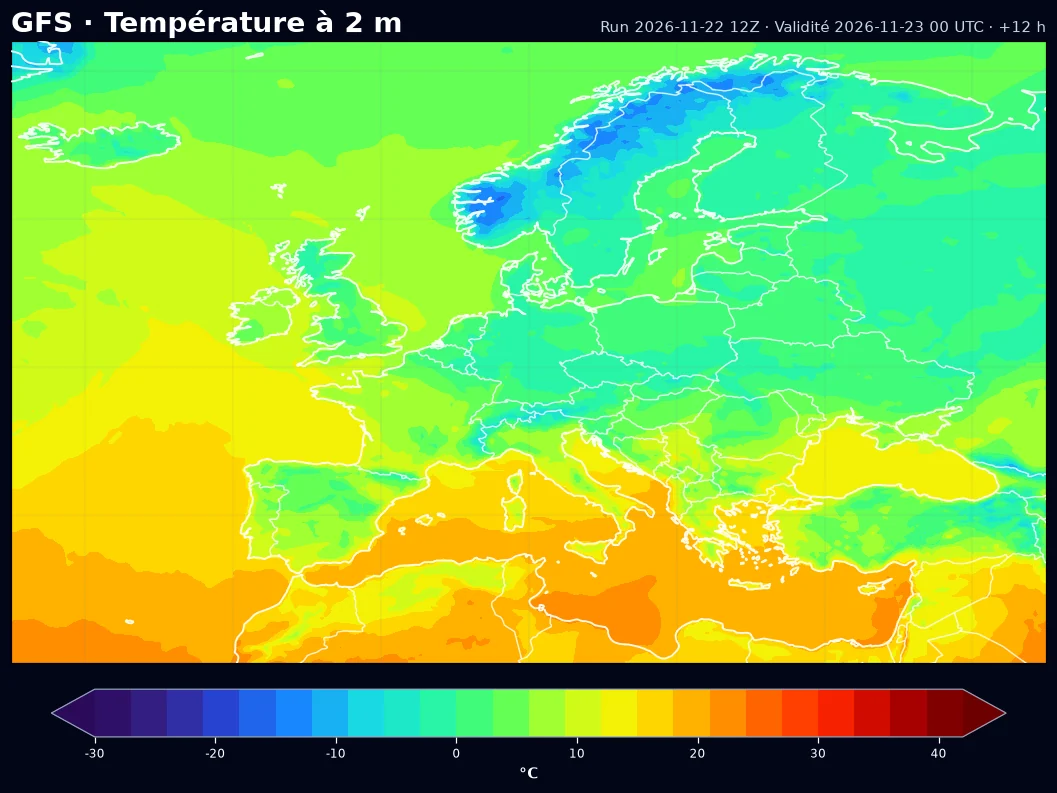 GFS · Température à 2 m
Run 2026-11-22 12Z · Validité 2026-11-23 00 UTC · +12 h
-30 -20 -10 0 10 20 30 40
°C